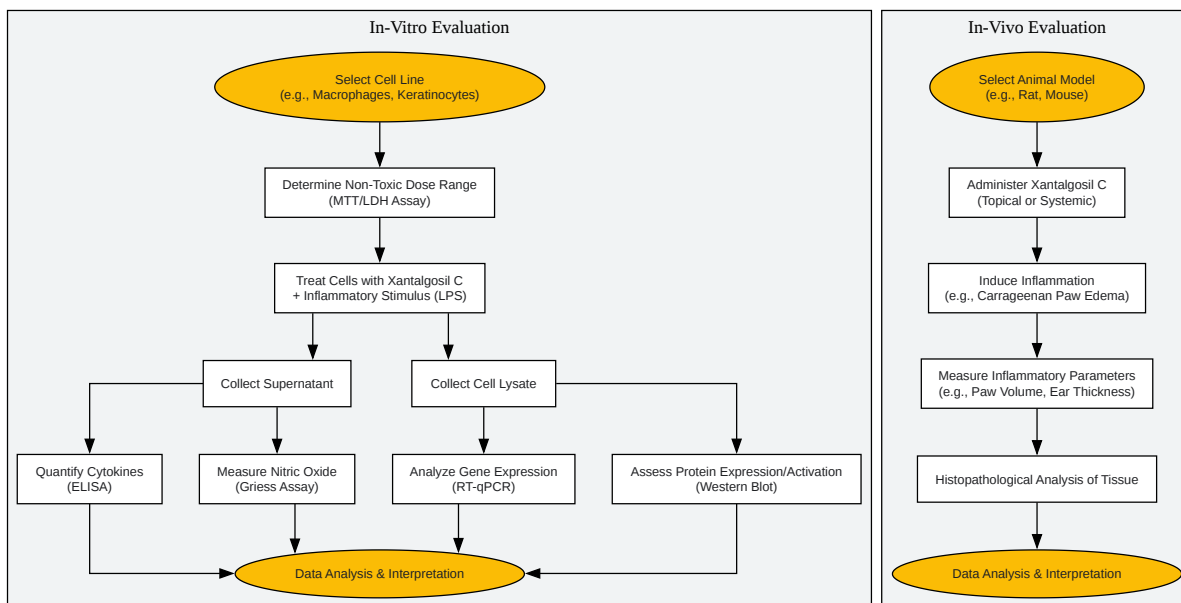 In-Vitro Evaluation
Select Cell Line
(e.g., Macrophages, Keratinocytes)
Determine Non-Toxic Dose Range
(MTT/LDH Assay)
Treat Cells with Xantalgosil C
+ Inflammatory Stimulus (LPS)
Collect Supernatant
Collect Cell Lysate
Quantify Cytokines
(ELISA)
Measure Nitric Oxide
(Griess Assay)
Analyze Gene Expression
(RT-qPCR)
Assess Protein Expression/Activation
(Western Blot)
Data Analysis & Interpretation
In-Vivo Evaluation
Select Animal Model
(e.g., Rat, Mouse)
Administer Xantalgosil C
(Topical or Systemic)
Induce Inflammation
(e.g., Carrageenan Paw Edema)
Measure Inflammatory Parameters
(e.g., Paw Volume, Ear Thickness)
Histopathological Analysis of Tissue
Data Analysis & Interpretation